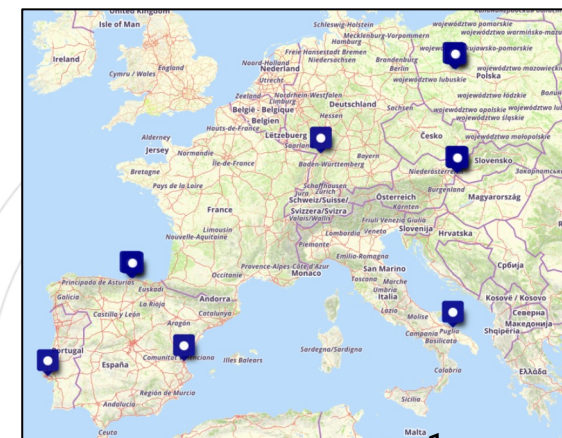 United Kingdom
Isle of Man
Schleswig-Holstein
województwo pomorskie
Mecklenburg-Vorpommern
województwo warmińsko-mazu
Hamburg
Ireland
England
Freie Hansestadt Bremen
kujawsko-pomorskie
Noord-Holland
Niedersachsen
Brandenburg
województwo mazowieckie
Cymru / Wales
Nederland
Berlin
Polska
Utrecht
województwo lubuskie
Zeeland
Nordrhein-Westfalen
województwo łódzkie
Limburg
België - Belgique
Deutschland
Sachsen
województwo opolskie
Belgien
Hessen
województwo śląskie
Hauts-de-France
Lëtzebuerg
Česko
województwo małopolskie
Alderney
Jersey
Normandie
Saarland
Île-de-France
Baden-Württemberg
Bayern
Slovensko
Bretagne
Niederösterreich
Pays de la Loire
Schaffhausen
Burgenland
Jura
Zürich
Österreich
Magyarország
France
Schweiz/Suisse/
Svizzera/Svizra
Kärnten
Valais/Wallis
Friuli Venezia Giulia
Limousin
Lombardia
Veneto
Slovenija
Hrvatska
Nouvelle-Aquitaine
Piemonte
Emilia-Romagna
Србија
Provence-Alpes-Côte d'Azur
San Marino
Occitanie
Monaco
Principado de Asturias
Toscana
Marche
Euskadi
Umbria
Galicia
Andorra
Italia
Kosovë / Kosovo
La Rioja
Lazio
Castilla y León
Catalunya
Molise
Северна
Aragón
Campania
Puglia
Shqipëria
Македонија
Portugal
Basilicata
España
Comunitat Valenciana
Illes Balears
Sardegna/Sardigna
Calabria
Ελλάδα
Región de Murcia
Andalucía
Sicilia
Ceuta
Malta